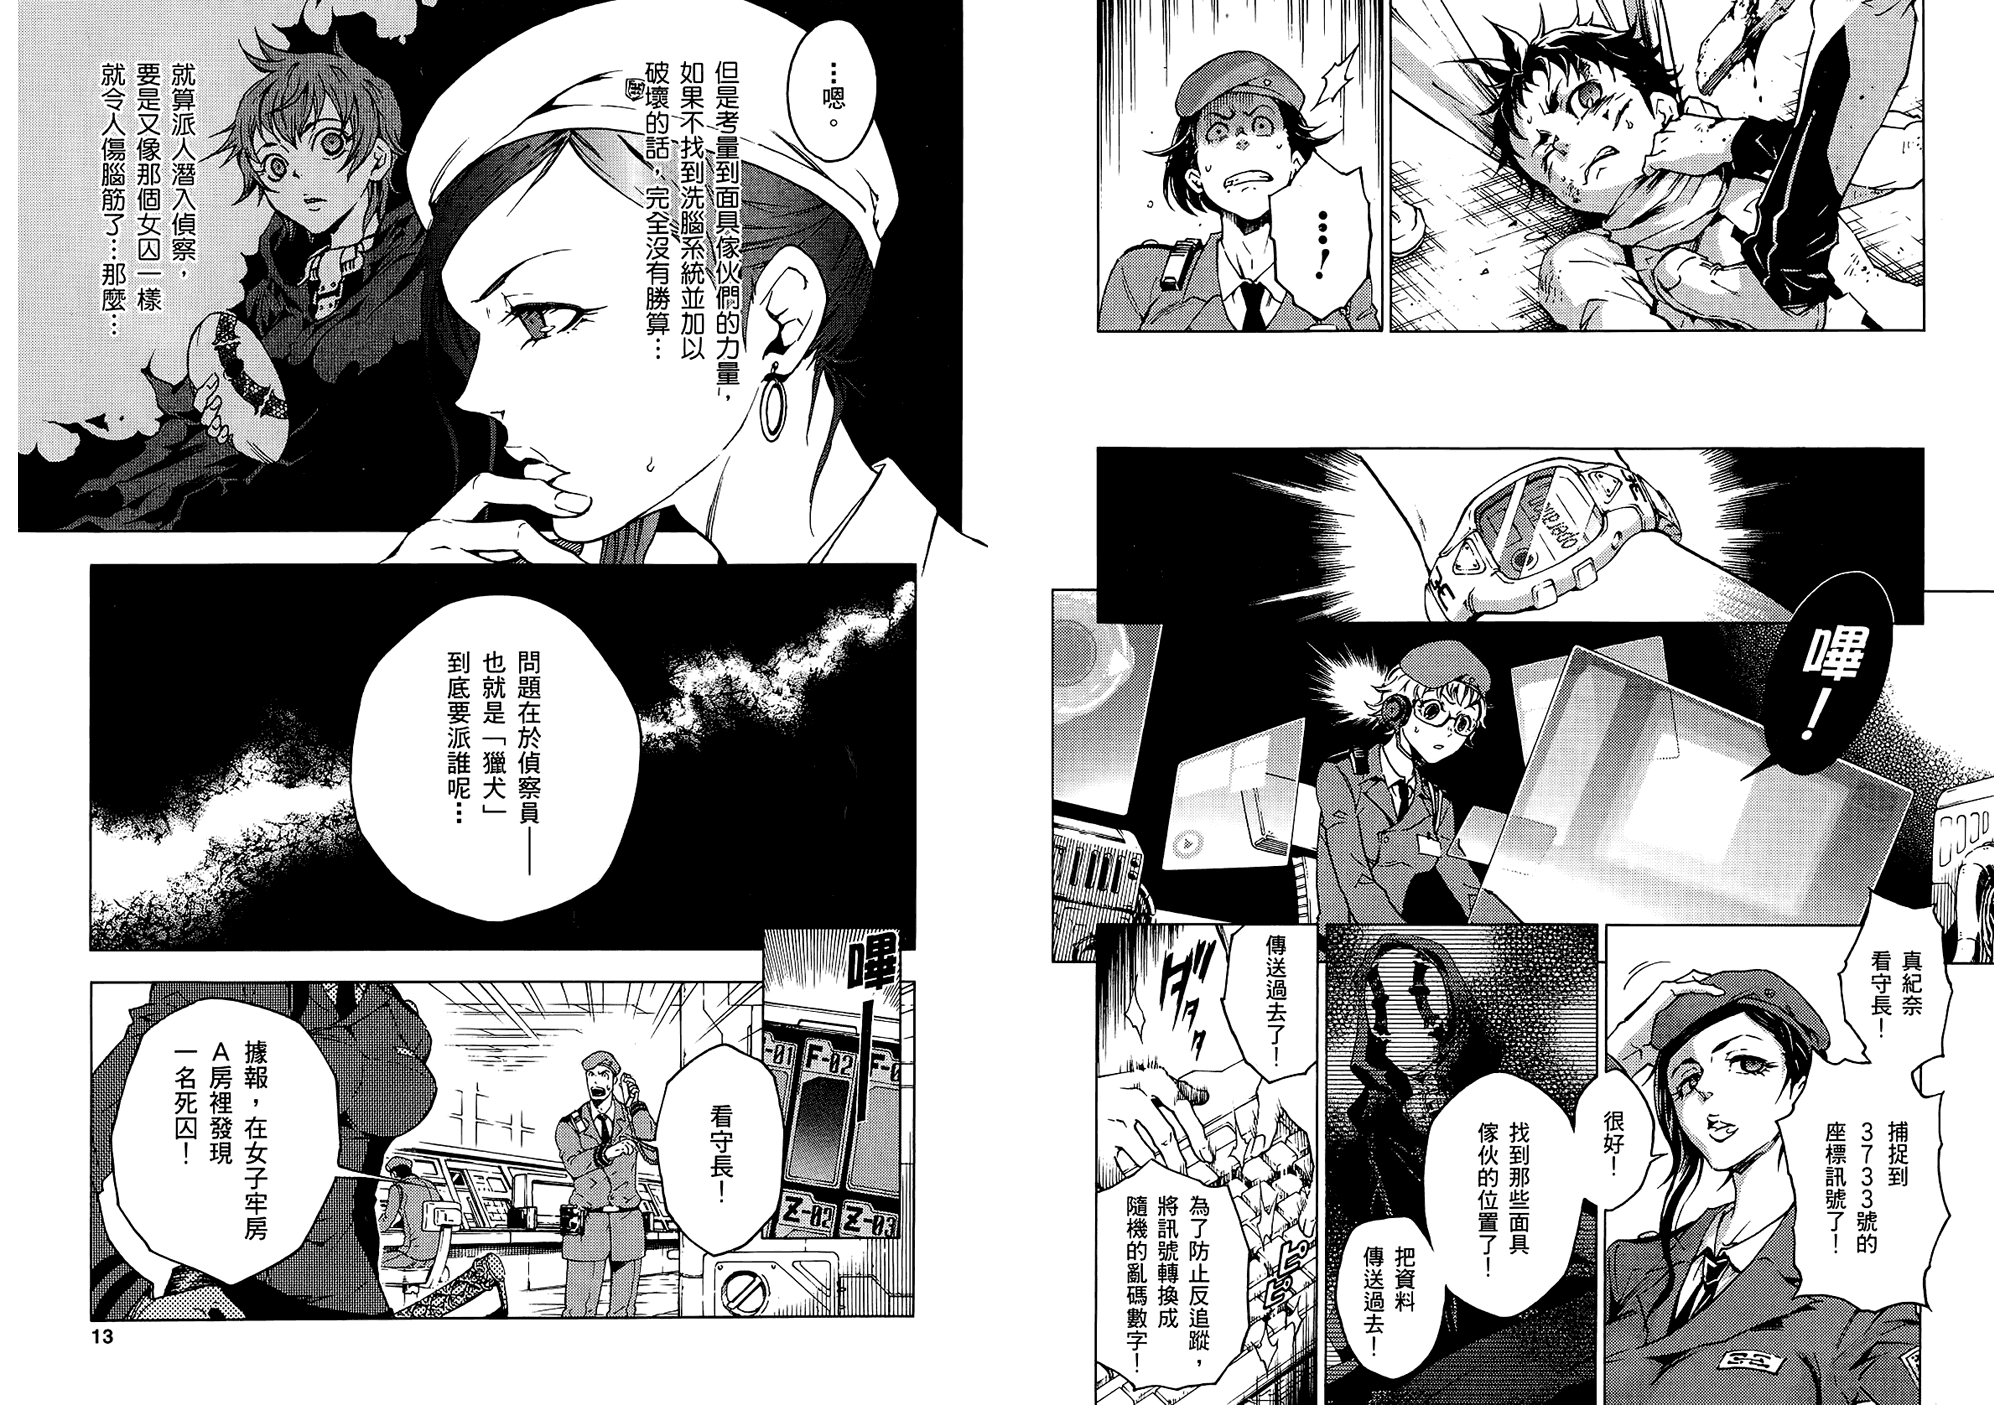 …！
嗶！
真紀奈
看守長！
捕捉到
3733號的
座標訊號了！
很好！
找到那些面具
傢伙的位置了！
把資料
傳送過去！
傳送過去了！
ピピピ
為了防止反追蹤，
將訊號轉換成
隨機的亂碼數字！
…嗯。
但是考量到面具傢伙們的力量，
如果不找到洗腦系統並加以
破壞的話，完全沒有勝算…
就算派人潛入偵察，
要是又像那個女囚一樣
就令人傷腦筋了…那麼…
問題在於偵察員——
也就是「獵犬」
到底要派誰呢…
嗶—
F-02
Z-02
Z-03
看守長！
據報，在女子牢房
A房裡發現
一名死囚！
13